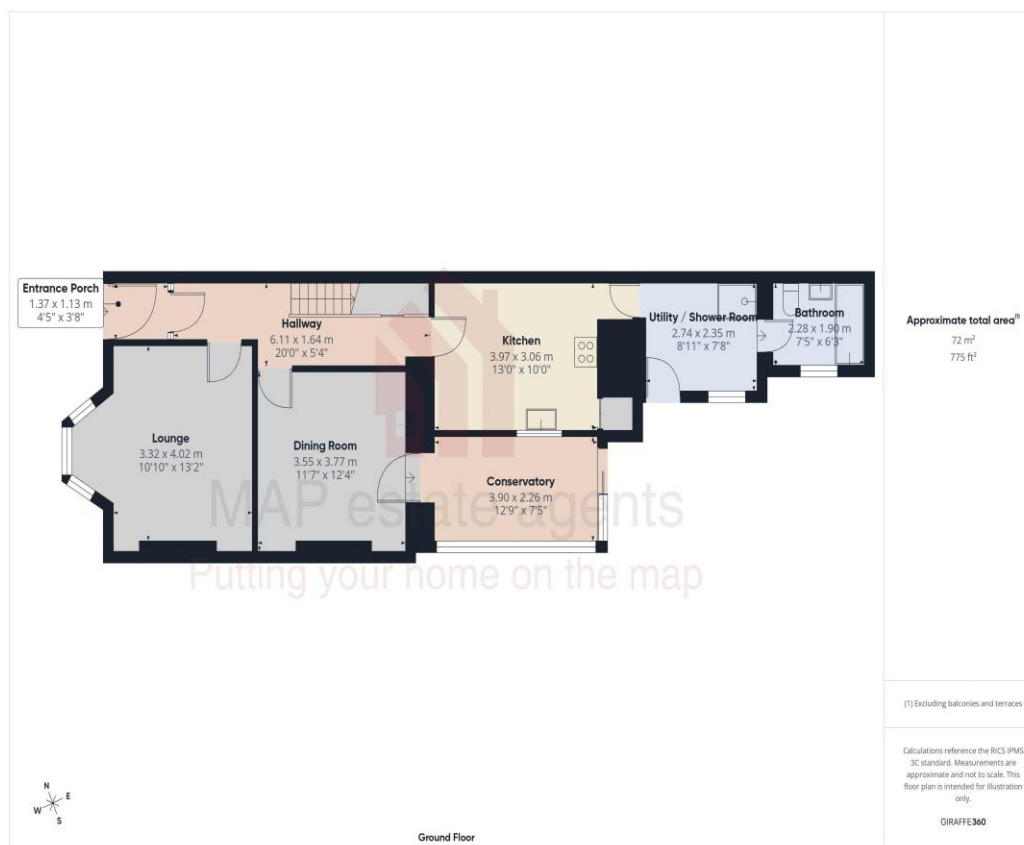 Entrance Porch
1.37 x 1.13 m
4'5" x 3'8"
Hallway
6.11 x 1.64 m
20'0" x 5'4"
Kitchen
3.97 x 3.06 m
13'0" x 10'0"
Utility / Shower Room
2.74 x 2.35 m
8'11" x 7'8"
Bathroom
2.28 x 1.90 m
7'5" x 6'3"
Lounge
3.32 x 4.02 m
10'10" x 13'2"
Dining Room
3.55 x 3.77 m
11'7" x 12'4"
Conservatory
3.90 x 2.26 m
12'9" x 7'5"
MAP estate agents
Putting your home on the map
N
E
W
S
Ground Floor
Approximate total area(1)
72 m²
775 ft²
(1) Excluding balconies and terraces
Calculations reference the RICS IPMS
3C standard. Measurements are
approximate and not to scale. This
floor plan is intended for illustration
only.
GIRAFFE360